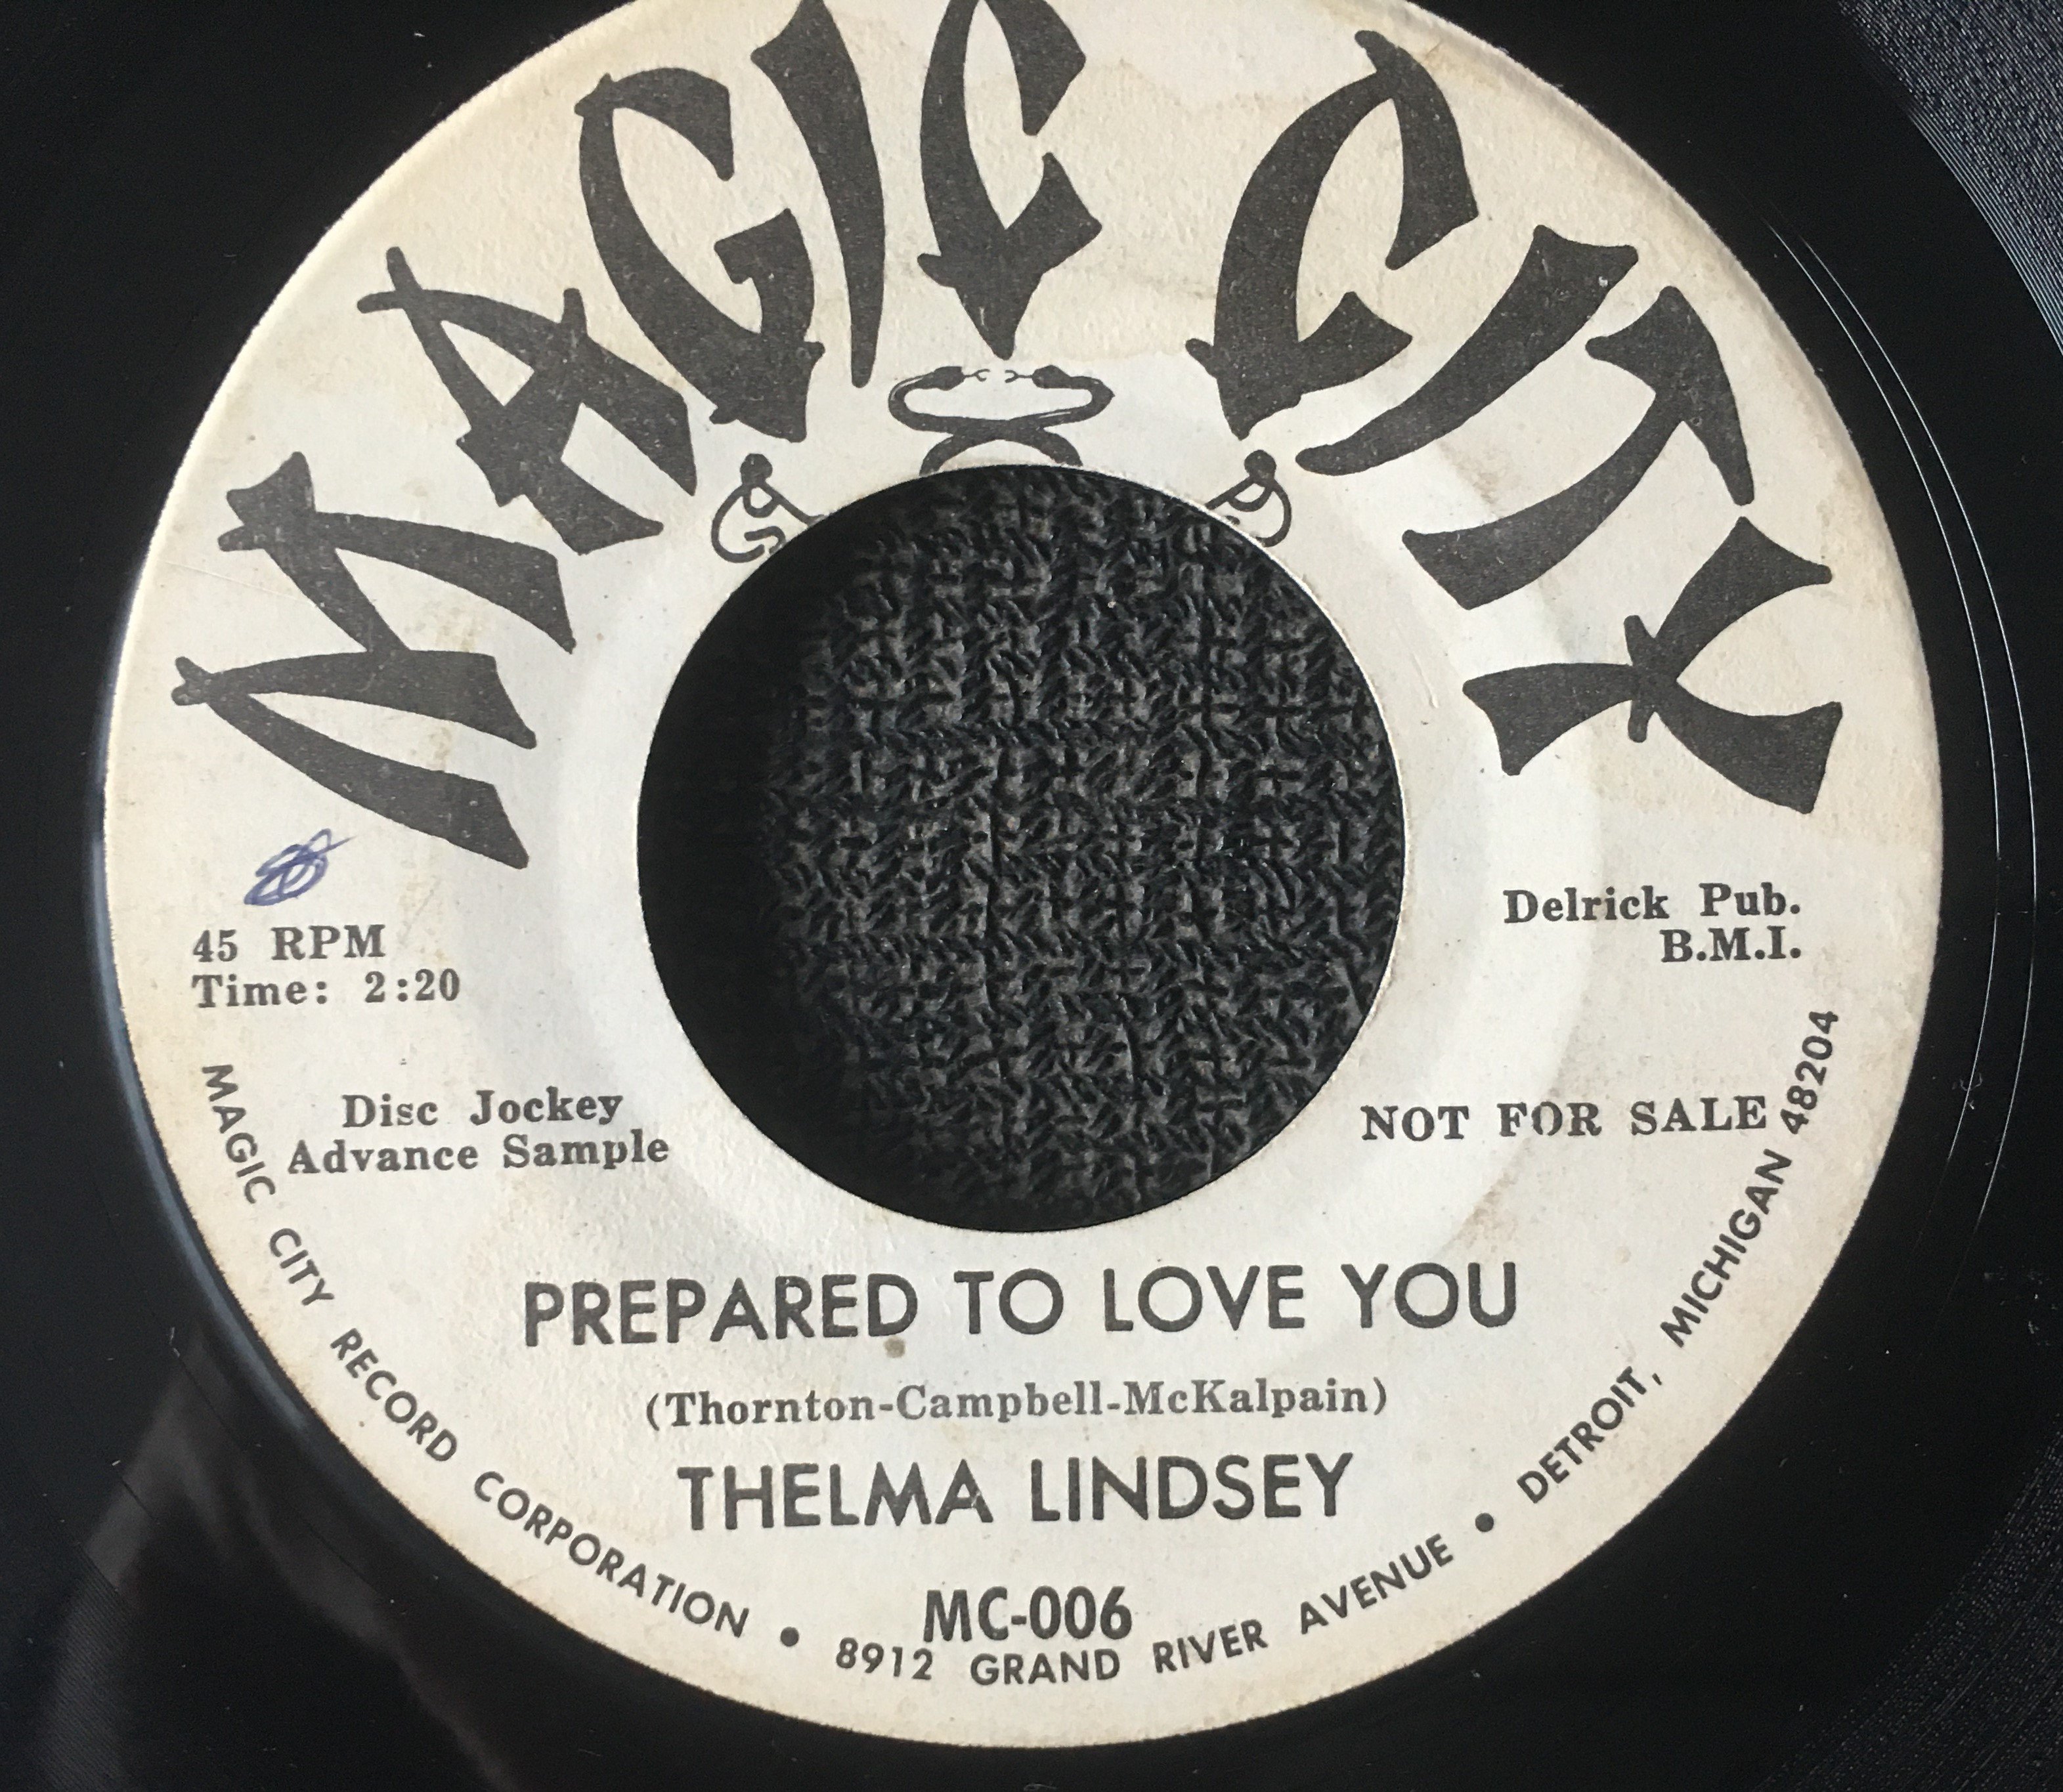 MAGIC CITY
45 RPM
Time: 2:20
Delrick Pub.
B.M.I.
Disc Jockey
Advance Sample
NOT FOR SALE
PREPARED TO LOVE YOU
(Thornton-Campbell-McKalpain)
THELMA LINDSEY
MC-006
MAGIC CITY RECORD CORPORATION • 8912 GRAND RIVER AVENUE • DETROIT, MICHIGAN 48204